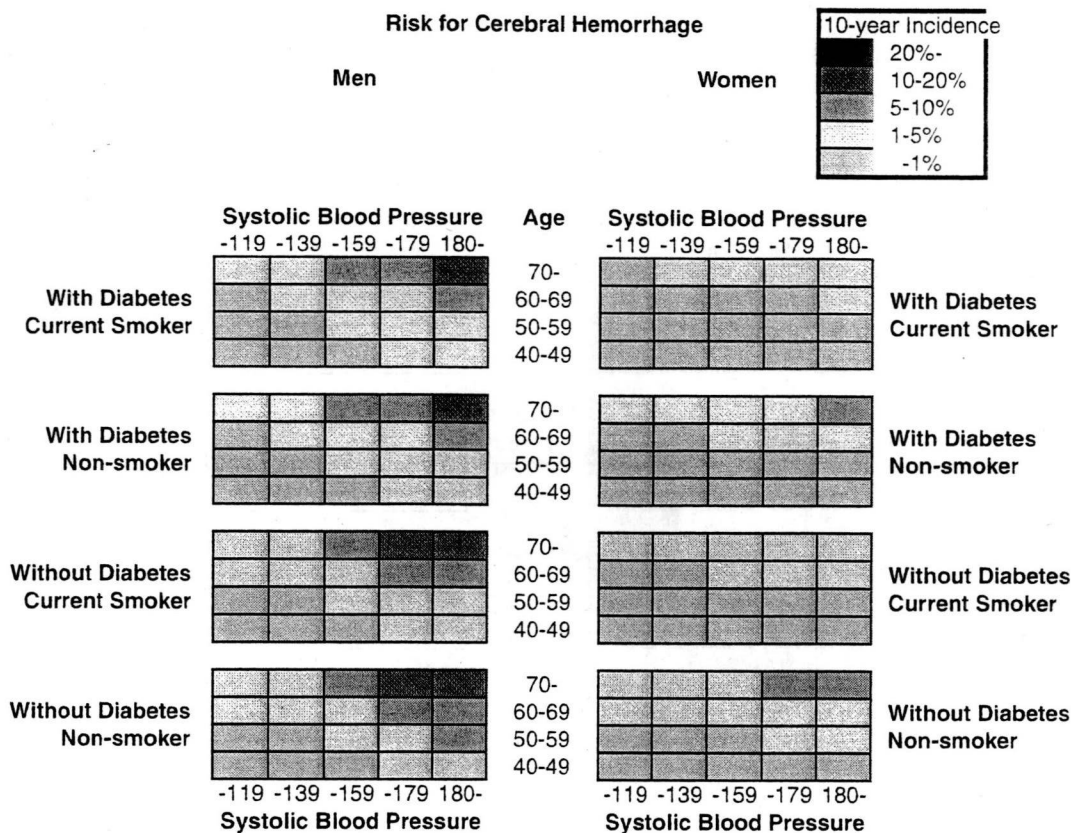 Risk for Cerebral Hemorrhage
10-year Incidence
20%-
10-20%
5-10%
1-5%
-1%
Men
Women
Systolic Blood Pressure
Age
Systolic Blood Pressure
-119 -139 -159 -179 180-
-119 -139 -159 -179 180-
With Diabetes
Current Smoker
70-
60-69
50-59
40-49
With Diabetes
Current Smoker
With Diabetes
Non-smoker
70-
60-69
50-59
40-49
With Diabetes
Non-smoker
Without Diabetes
Current Smoker
70-
60-69
50-59
40-49
Without Diabetes
Current Smoker
Without Diabetes
Non-smoker
70-
60-69
50-59
40-49
Without Diabetes
Non-smoker
-119 -139 -159 -179 180-
-119 -139 -159 -179 180-
Systolic Blood Pressure
Systolic Blood Pressure